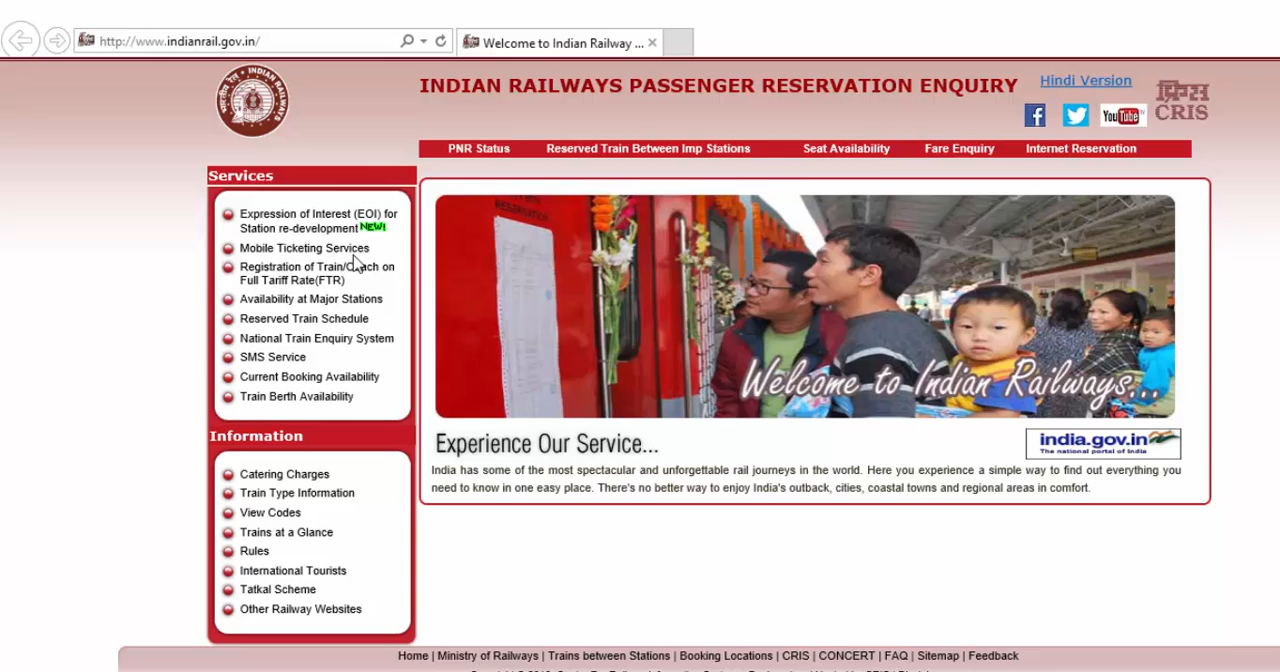 http://www.indianrail.gov.in/
Welcome to Indian Railway ...
INDIAN RAILWAYS
INDIAN RAILWAYS PASSENGER RESERVATION ENQUIRY
Hindi Version
You Tube
क्रिस
CRIS
PNR Status
Reserved Train Between Imp Stations
Seat Availability
Fare Enquiry
Internet Reservation
Services
Expression of Interest (EOI) for
Station re-development NEW!
Mobile Ticketing Services
Registration of Train/Coach on
Full Tariff Rate(FTR)
Availability at Major Stations
Reserved Train Schedule
National Train Enquiry System
SMS Service
Current Booking Availability
Train Berth Availability
Information
Catering Charges
Train Type Information
View Codes
Trains at a Glance
Rules
International Tourists
Tatkal Scheme
Other Railway Websites
RESERVATION
Welcome to Indian Railways...
Experience Our Service...
india.gov.in
The national portal of India
India has some of the most spectacular and unforgettable rail journeys in the world. Here you experience a simple way to find out everything you
need to know in one easy place. There's no better way to enjoy India's outback, cities, coastal towns and regional areas in comfort.
Home | Ministry of Railways | Trains between Stations | Booking Locations | CRIS | CONCERT | FAQ | Sitemap | Feedback